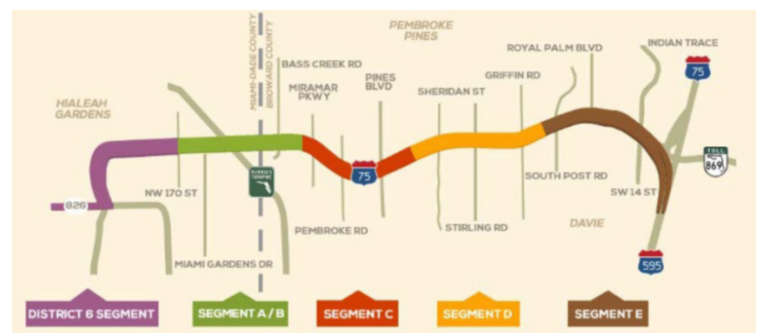 PEMBROKE
PINES
MIAMI-DADE COUNTY
BROWARD COUNTY
BASS CREEK RD
MIRAMAR
PKWY
PINES
BLVD
SHERIDAN ST
GRIFFIN RD
ROYAL PALM BLVD
INDIAN TRACE
75
HIALEAH
GARDENS
826
NW 170 ST
MIAMI GARDENS DR
PEMBROKE RD
75
STIRLING RD
SOUTH POST RD
SW 14 ST
TOLL
869
DAVIE
595
DISTRICT 6 SEGMENT
SEGMENT A / B
SEGMENT C
SEGMENT D
SEGMENT E